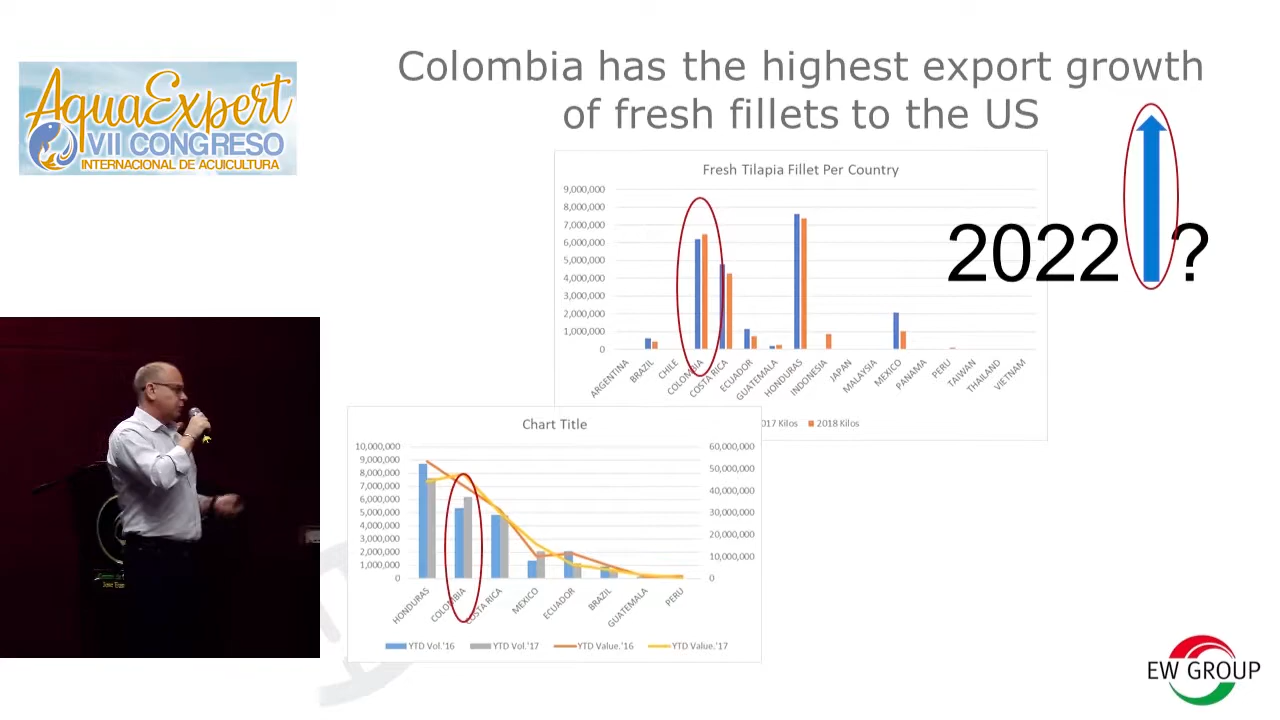 AquaExpert
VII CONGRESO
INTERNACIONAL DE ACUICULTURA
Colombia has the highest export growth
of fresh fillets to the US
2022 ?
Fresh Tilapia Fillet Per Country
9,000,000
8,000,000
7,000,000
6,000,000
5,000,000
4,000,000
3,000,000
2,000,000
1,000,000
0
ARGENTINA
BRAZIL
CHILE
COLOMBIA
COSTA RICA
ECUADOR
GUATEMALA
HONDURAS
INDONESIA
JAPAN
MALAYSIA
MEXICO
PANAMA
PERU
TAIWAN
THAILAND
VIETNAM
017 Kilos 2018 Kilos
Chart Title
10,000,000
9,000,000
8,000,000
7,000,000
6,000,000
5,000,000
4,000,000
3,000,000
2,000,000
1,000,000
0
60,000,000
50,000,000
40,000,000
30,000,000
20,000,000
10,000,000
0
HONDURAS
COLOMBIA
COSTA RICA
MEXICO
ECUADOR
BRAZIL
GUATEMALA
PERU
YTD Vol.'16 YTD Vol.'17 YTD Value.'16 YTD Value.'17
EW GROUP